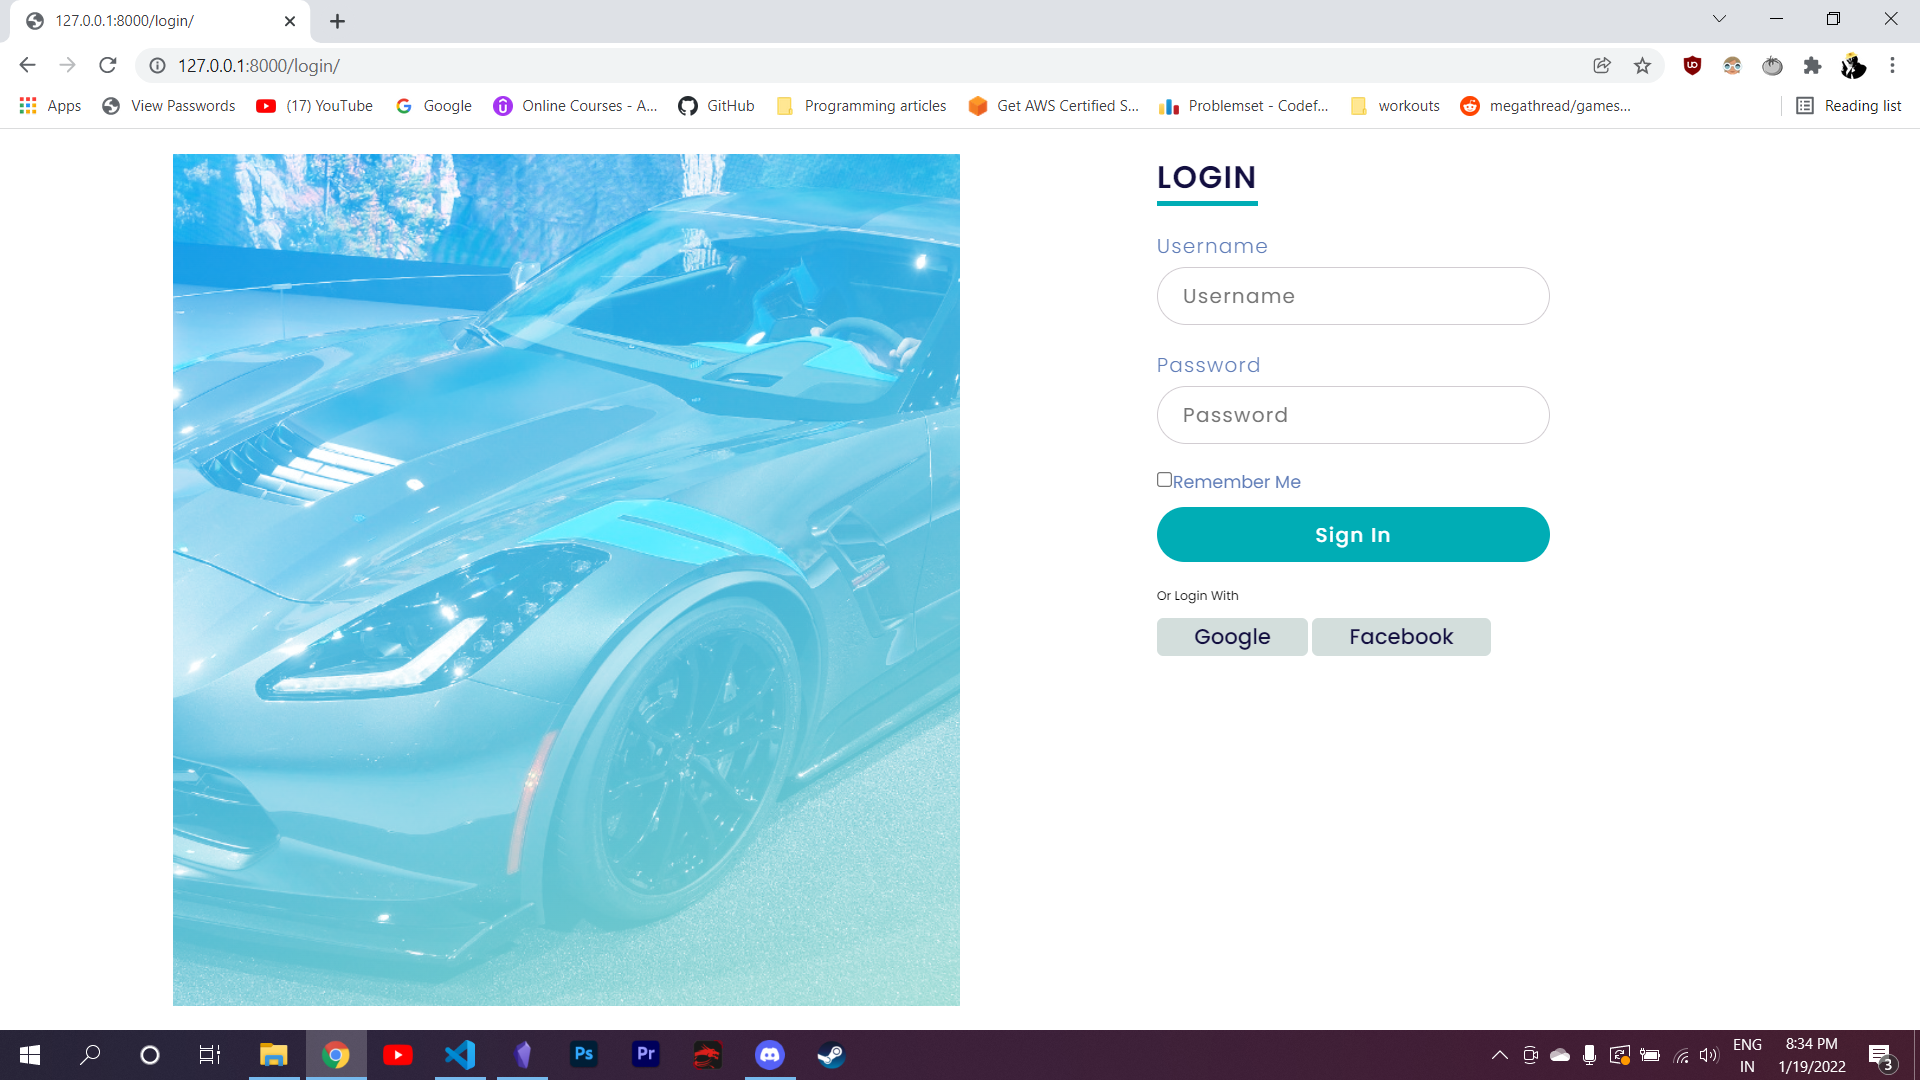 127.0.0.1:8000/login/
127.0.0.1:8000/login/
Apps View Passwords (17) YouTube Google Online Courses - A... GitHub Programming articles Get AWS Certified S... Problemset - Codef... workouts megathread/games... Reading list
LOGIN
Username
Username
Password
Password
Remember Me
Sign In
Or Login With
Google Facebook
Ps Pr
ENG 8:34 PM
IN 1/19/2022 3